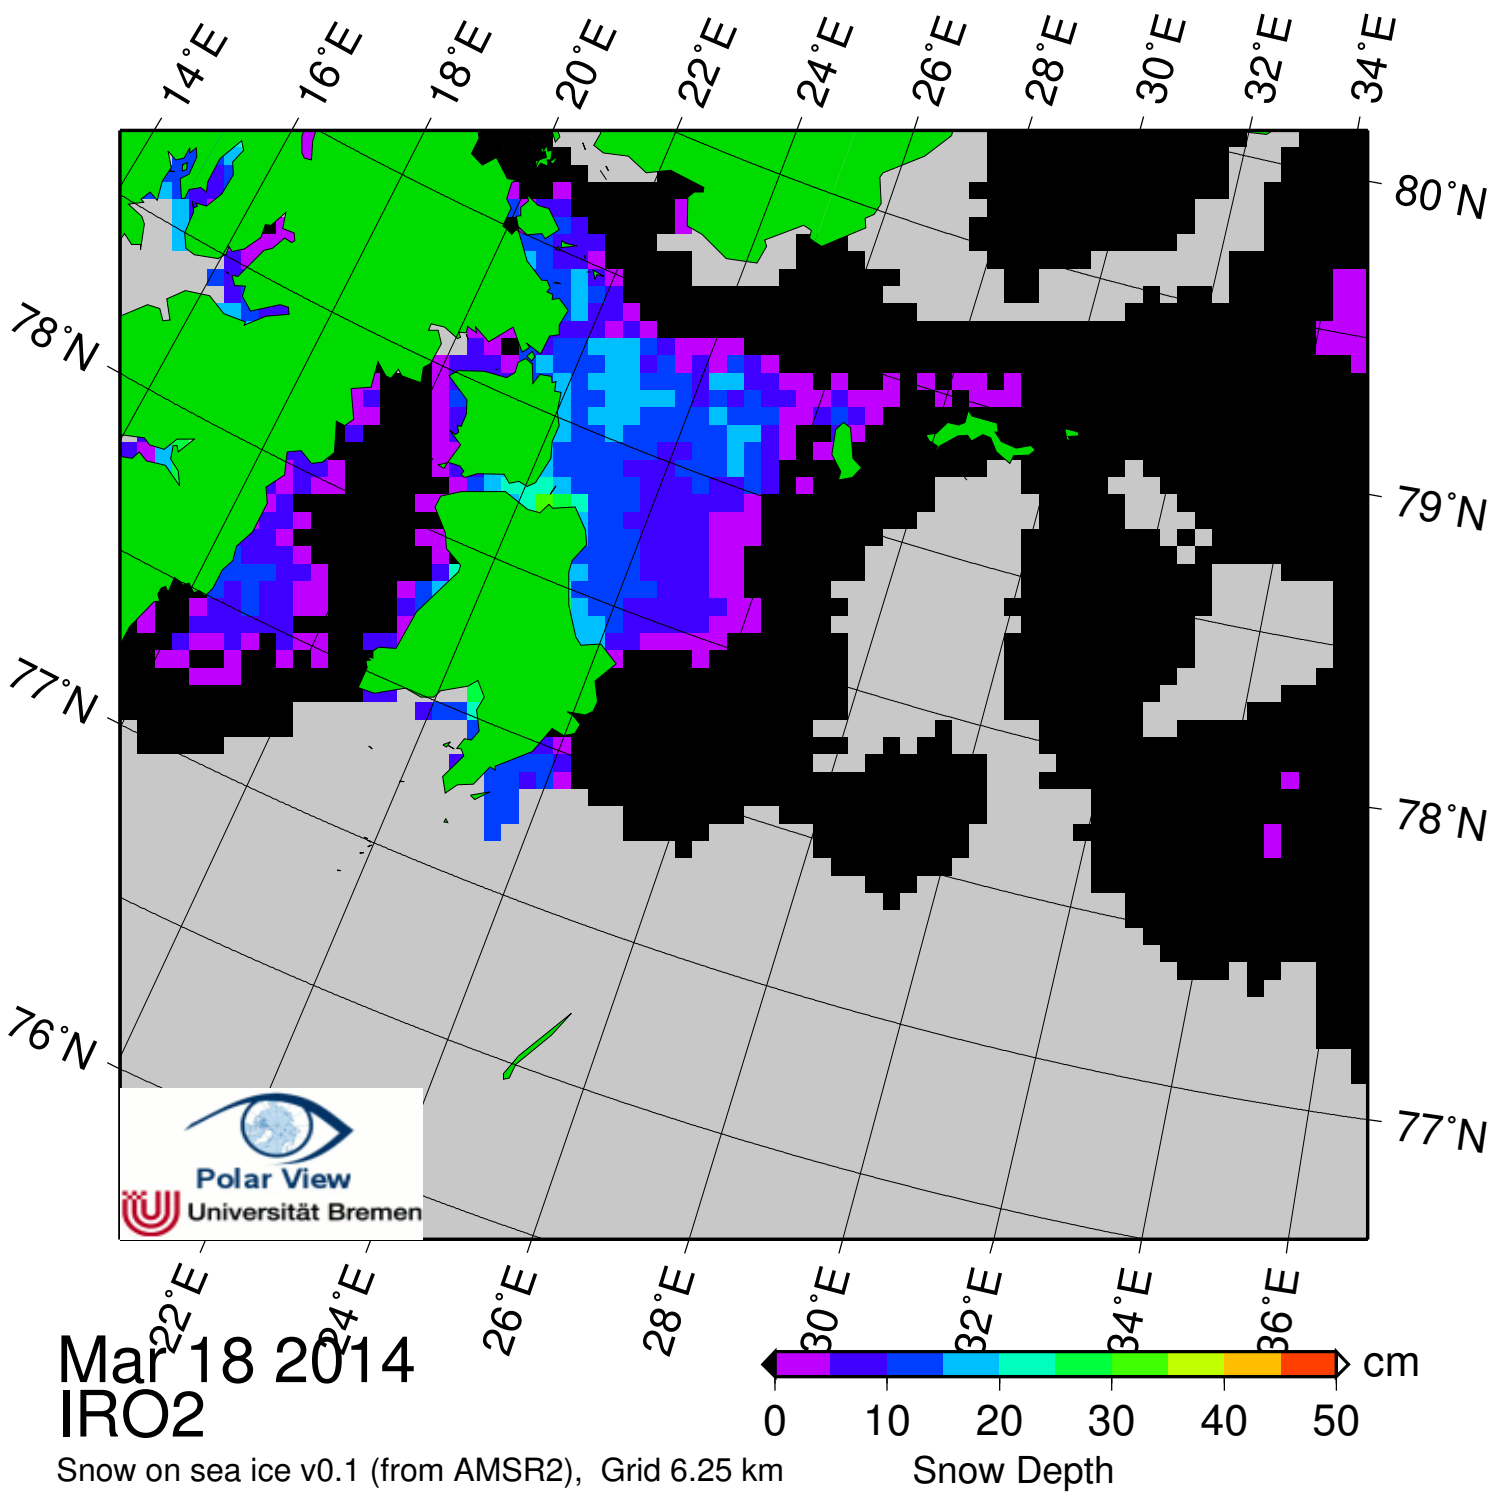 14°E 16°E 18°E 20°E 22°E 24°E 26°E 28°E 30°E 32°E 34°E
80°N
78°N
79°N
77°N
78°N
76°N
77°N
Polar View
Universität Bremen
22°E 24°E 26°E 28°E 30°E 32°E 34°E 36°E
Mar 18 2014
cm
IRO2
0 10 20 30 40 50
Snow on sea ice v0.1 (from AMSR2), Grid 6.25 km
Snow Depth